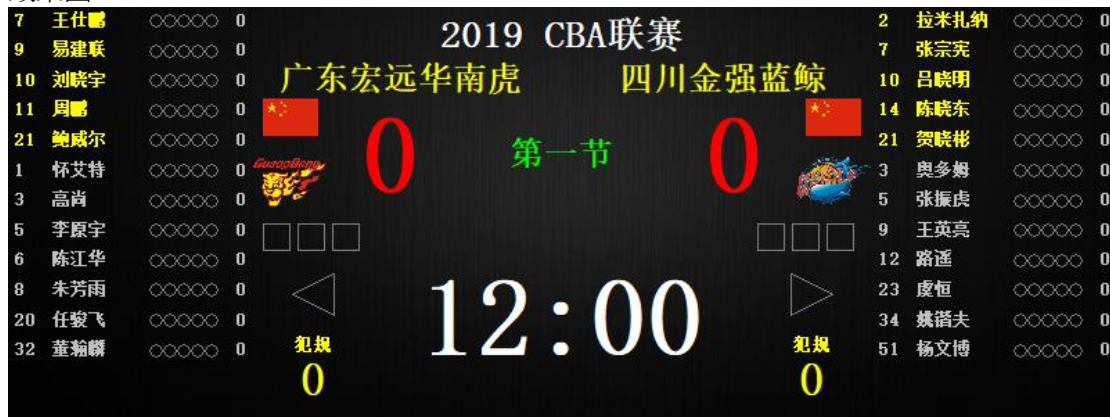 7 王仕鹏 0
9 易建联 0
10 刘晓宇 0
11 周鹏 0
21 鲍威尔 0
1 怀艾特 0
3 高肖 0
5 李原宇 0
6 陈江华 0
8 朱芳雨 0
20 任骏飞 0
32 董瀚麟 0
2019 CBA联赛
广东宏远华南虎 四川金强蓝鲸
GuangDong
0 第一节 0
12:00
犯规 犯规
0 0
2 拉米扎纳 0
7 张宗宪 0
10 吕晓明 0
14 陈晓东 0
21 贺晓彬 0
3 奥多姆 0
5 张振虎 0
9 王英亮 0
12 路遥 0
23 虞恒 0
34 姚喾夫 0
51 杨文博 0